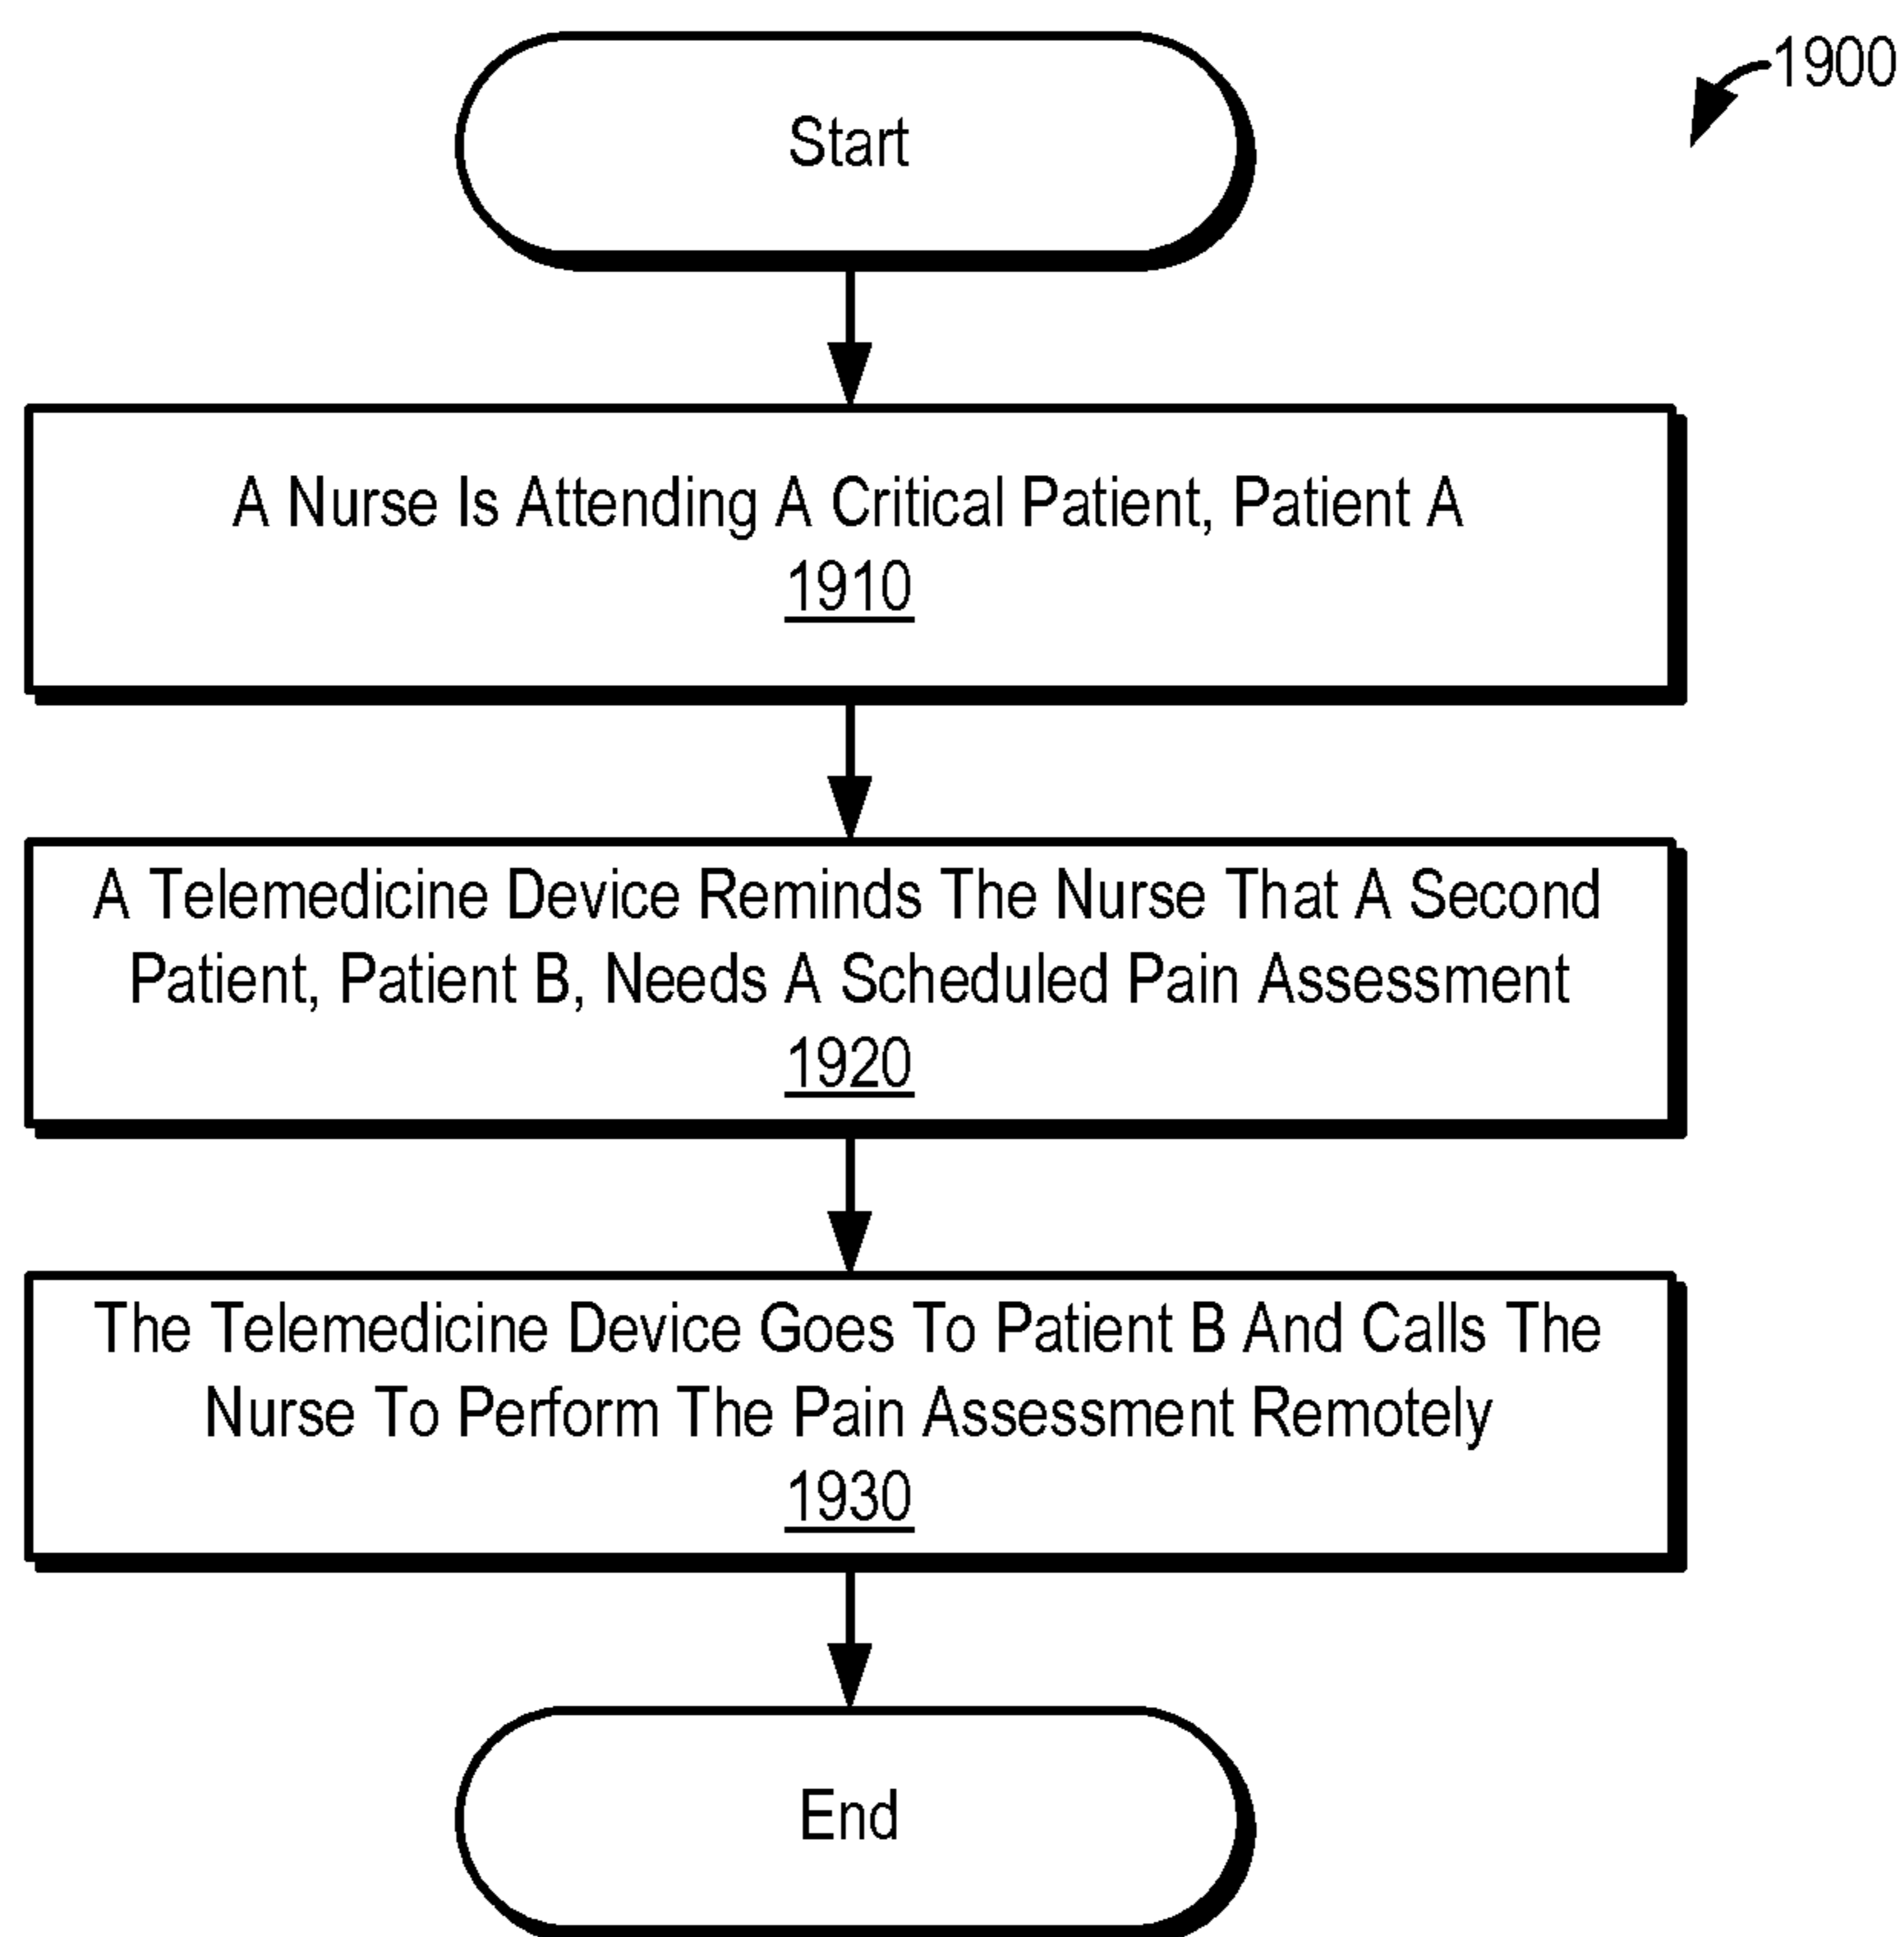 1900
Start
A Nurse Is Attending A Critical Patient, Patient A
1910
A Telemedicine Device Reminds The Nurse That A Second
Patient, Patient B, Needs A Scheduled Pain Assessment
1920
The Telemedicine Device Goes To Patient B And Calls The
Nurse To Perform The Pain Assessment Remotely
1930
End